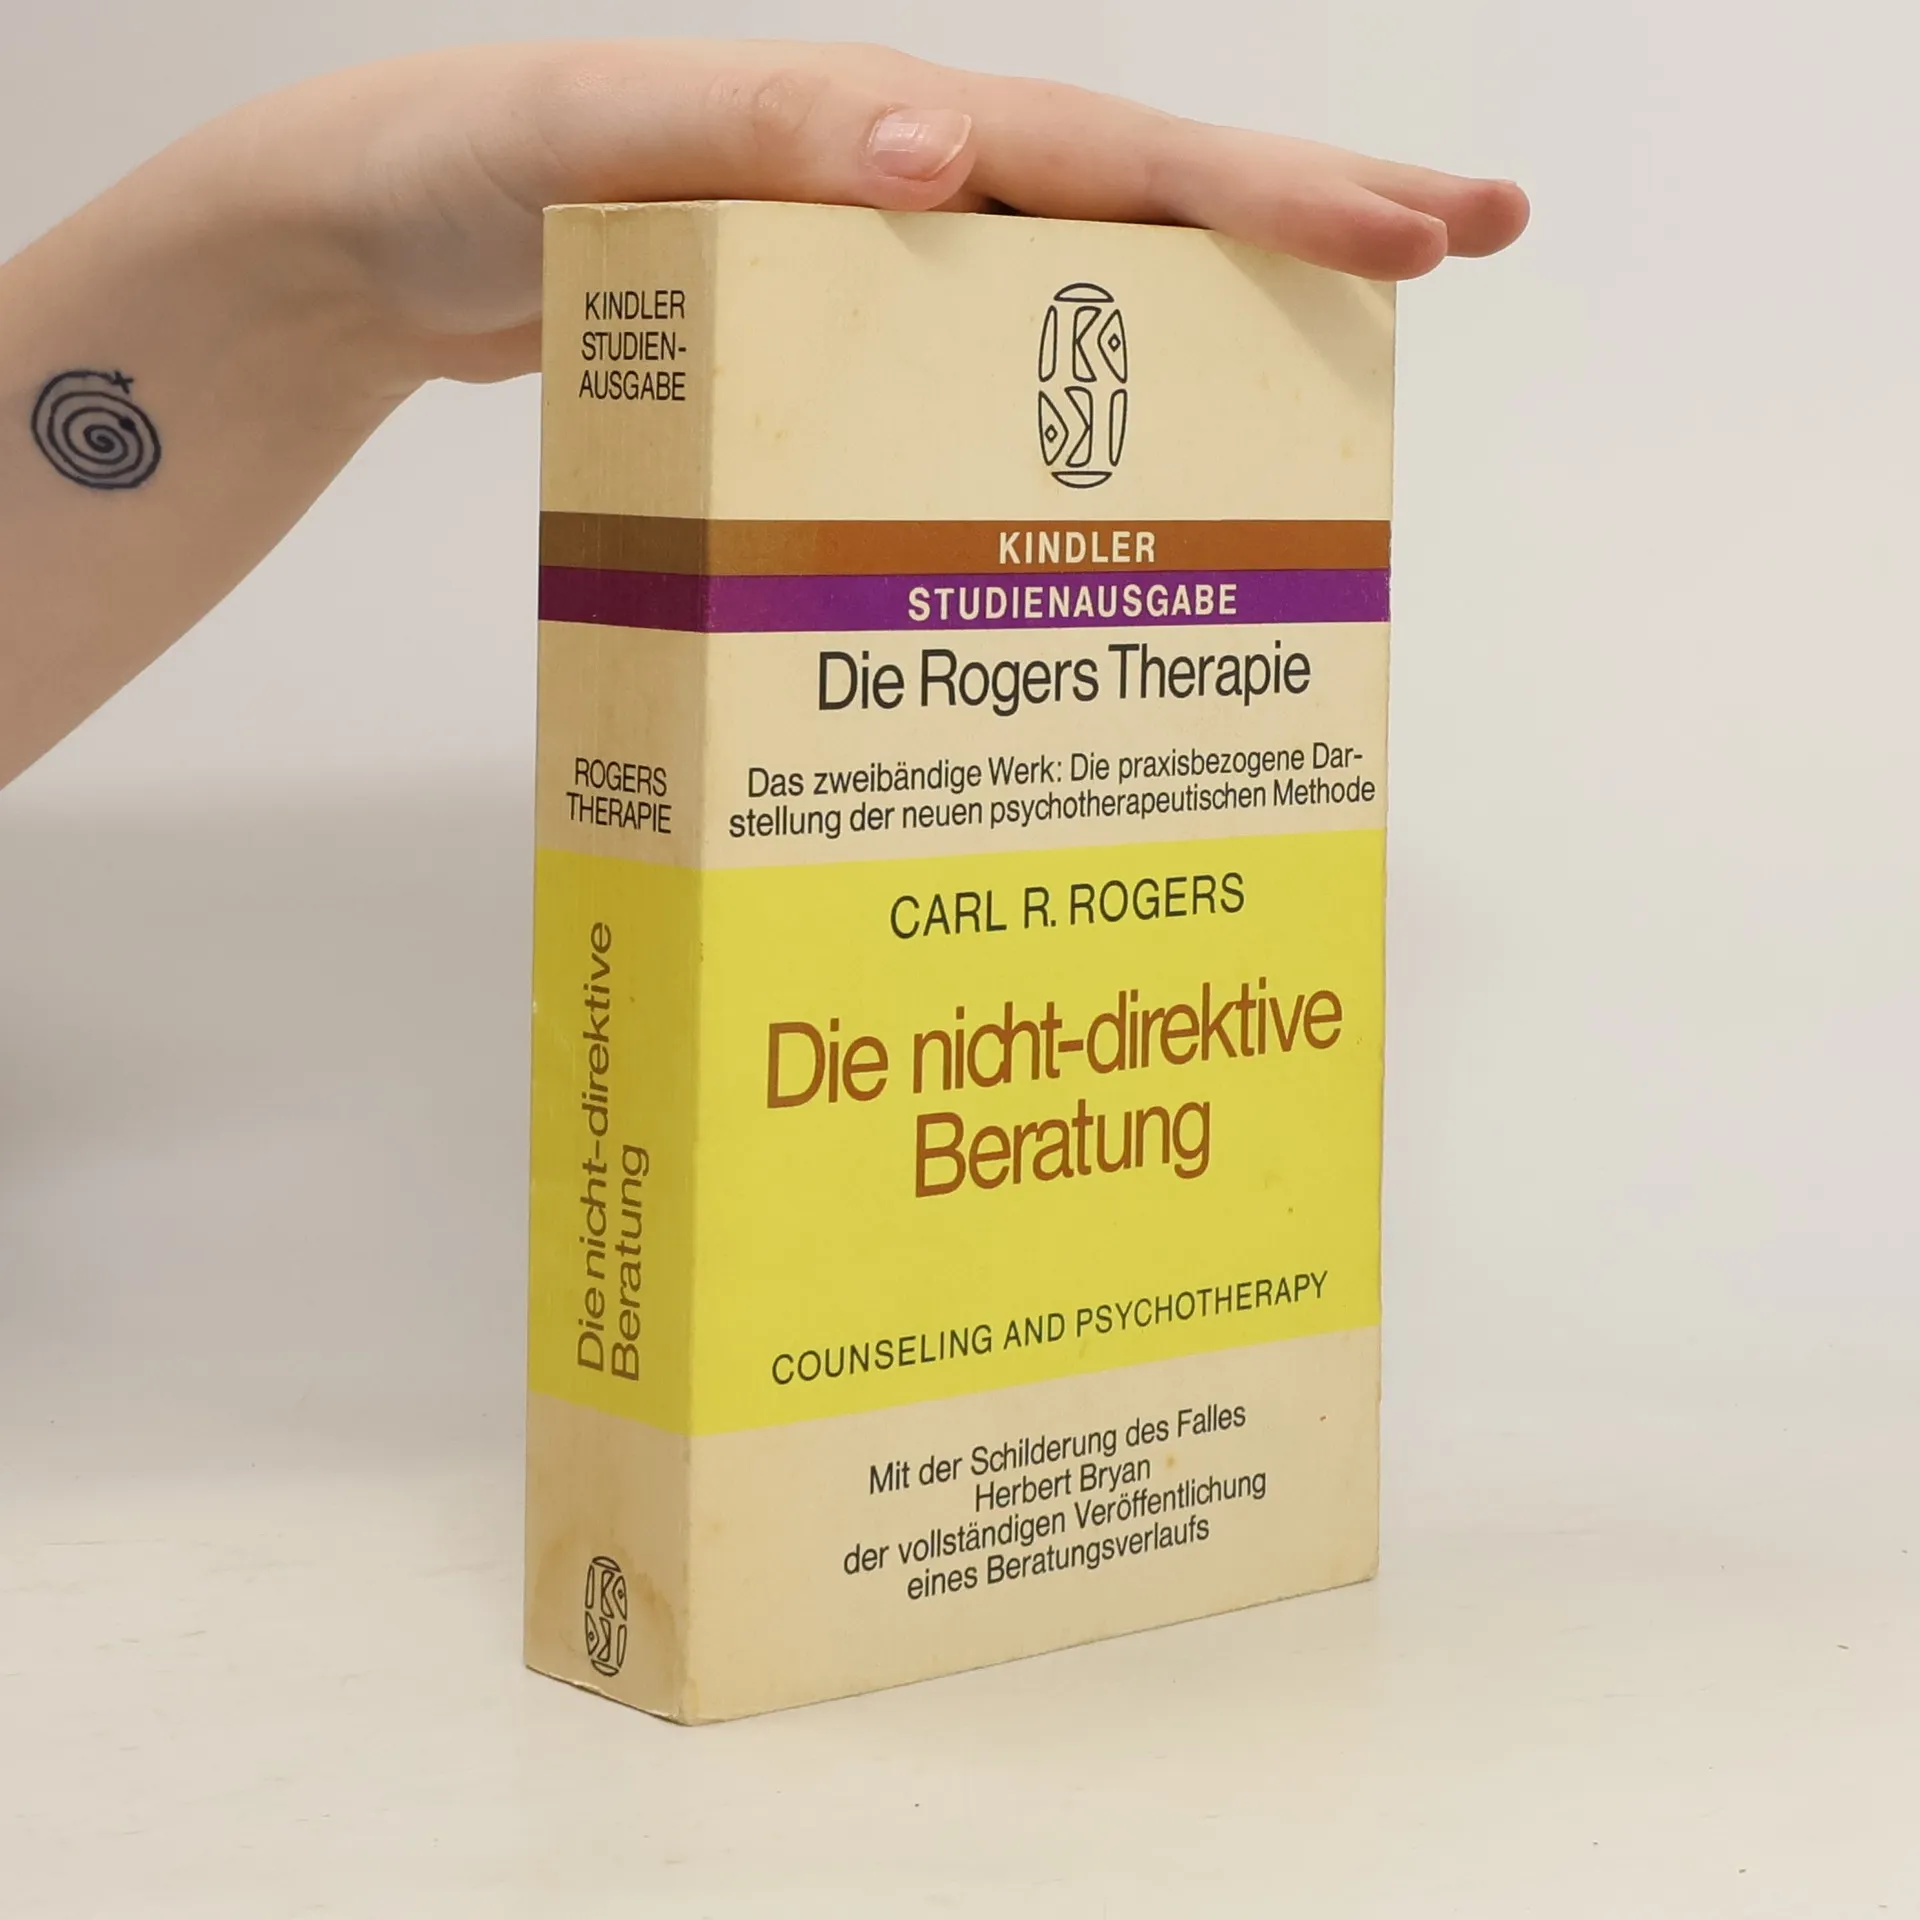 KINDLER
STUDIEN-
AUSGABE
ROGERS
THERAPIE
Die nicht-direktive
Beratung
KINDLER
STUDIENAUSGABE
Die Rogers Therapie
Das zweibändige Werk: Die praxisbezogene Dar-
stellung der neuen psychotherapeutischen Methode
CARL R. ROGERS
Die nicht-direktive
Beratung
COUNSELING AND PSYCHOTHERAPY
Mit der Schilderung des Falles
Herbert Bryan
der vollständigen Veröffentlichung
eines Beratungsverlaufs